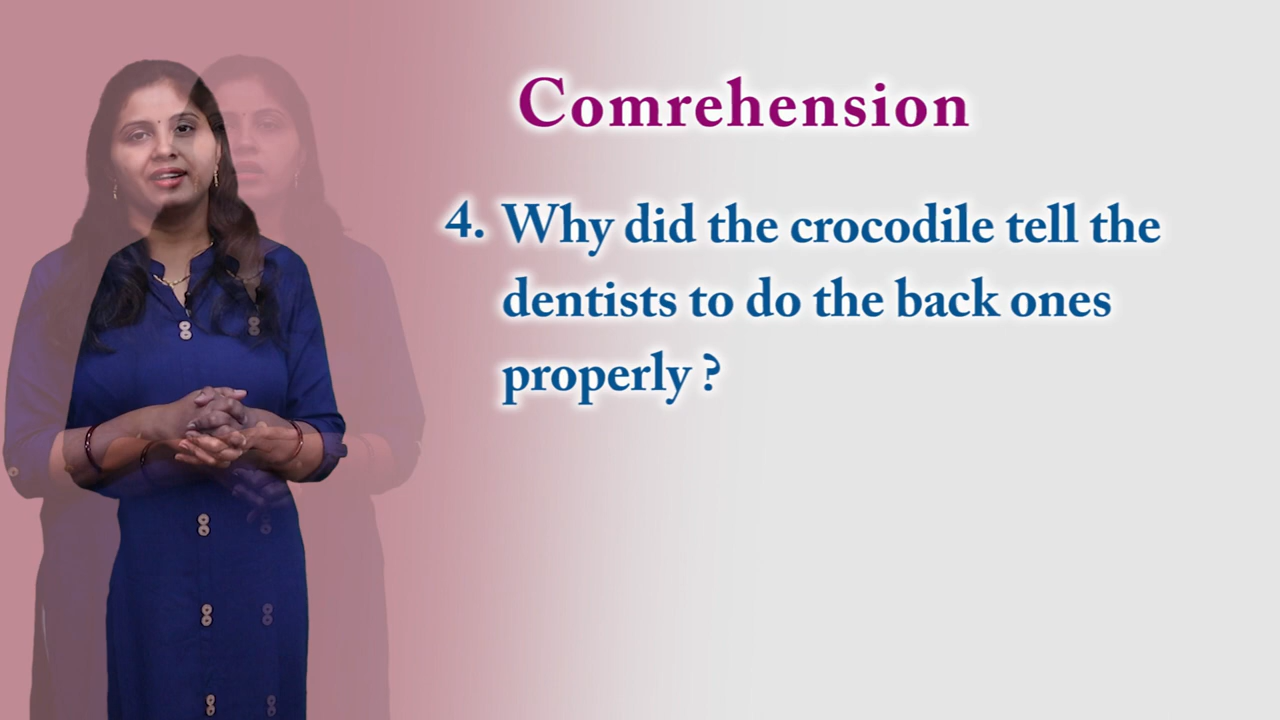 Comrehension
4. Why did the crocodile tell the
dentists to do the back ones
properly ?